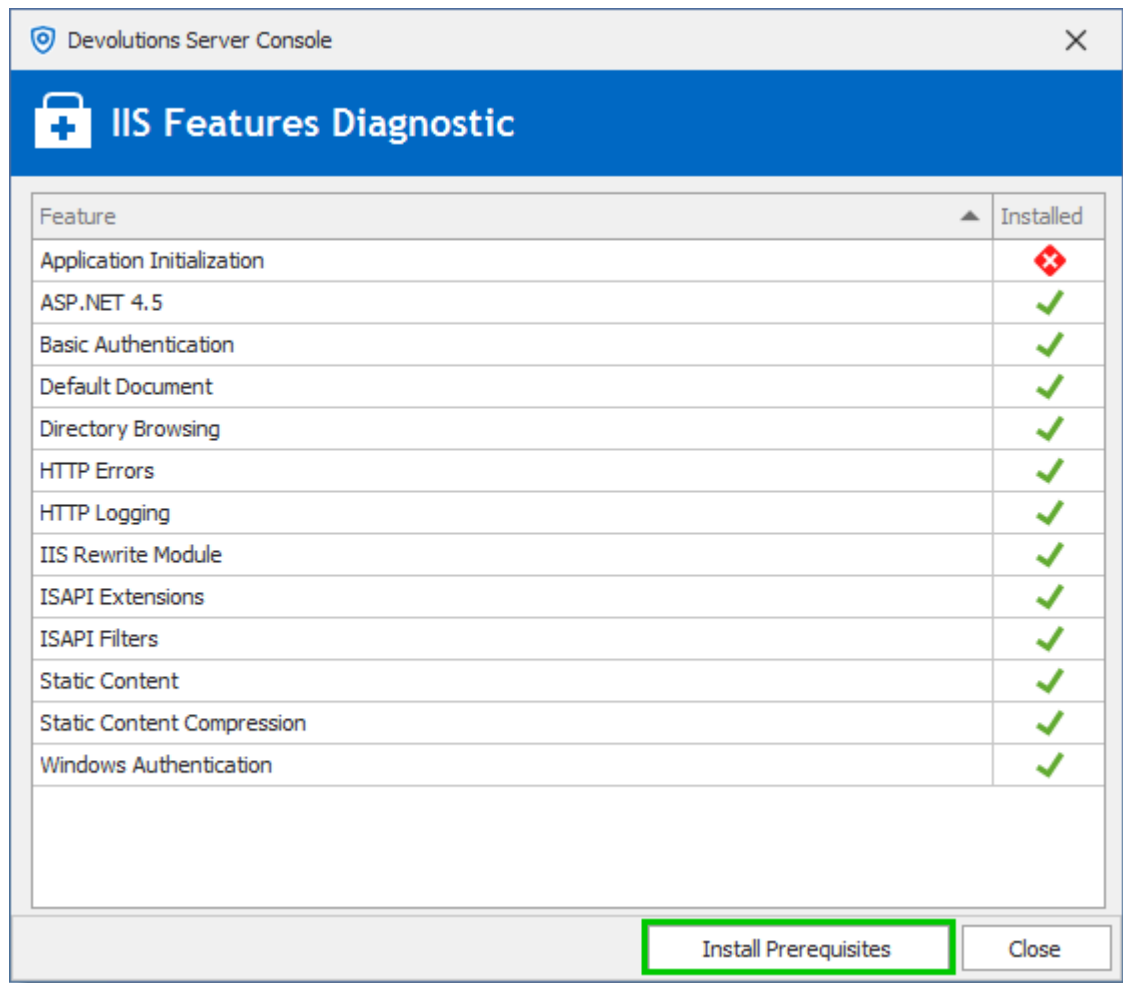 Devolutions Server Console
IIS Features Diagnostic
Feature Installed
Application Initialization
ASP.NET 4.5
Basic Authentication
Default Document
Directory Browsing
HTTP Errors
HTTP Logging
IIS Rewrite Module
ISAPI Extensions
ISAPI Filters
Static Content
Static Content Compression
Windows Authentication
Install Prerequisites Close